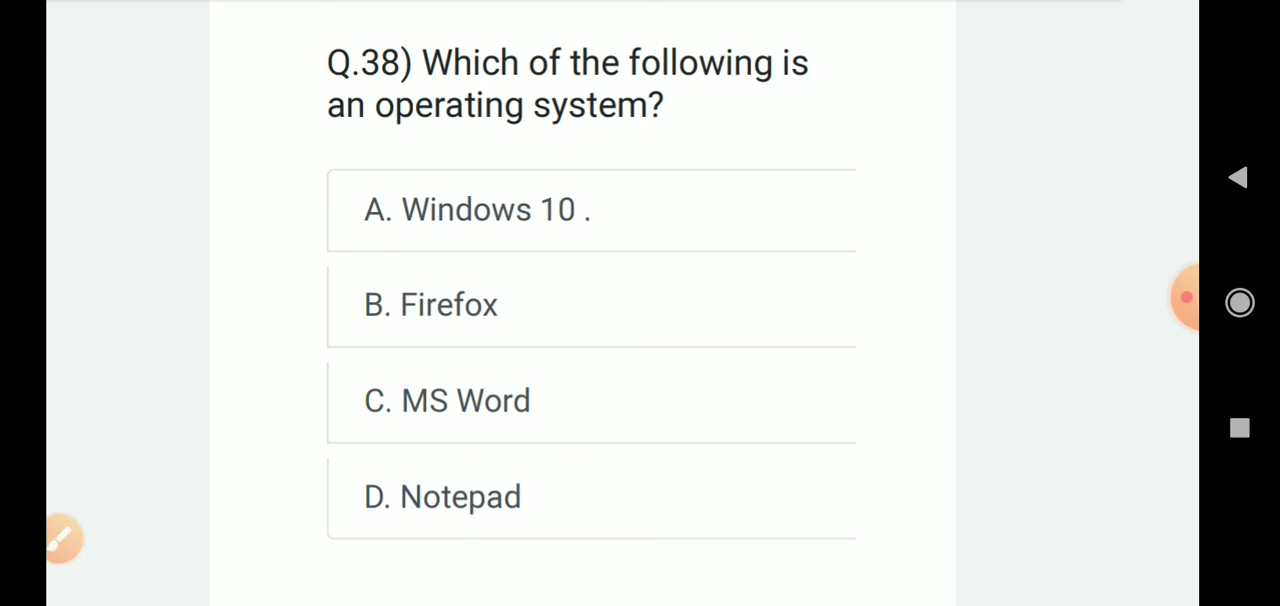 Q.38) Which of the following is
an operating system?
A. Windows 10 .
B. Firefox
C. MS Word
D. Notepad